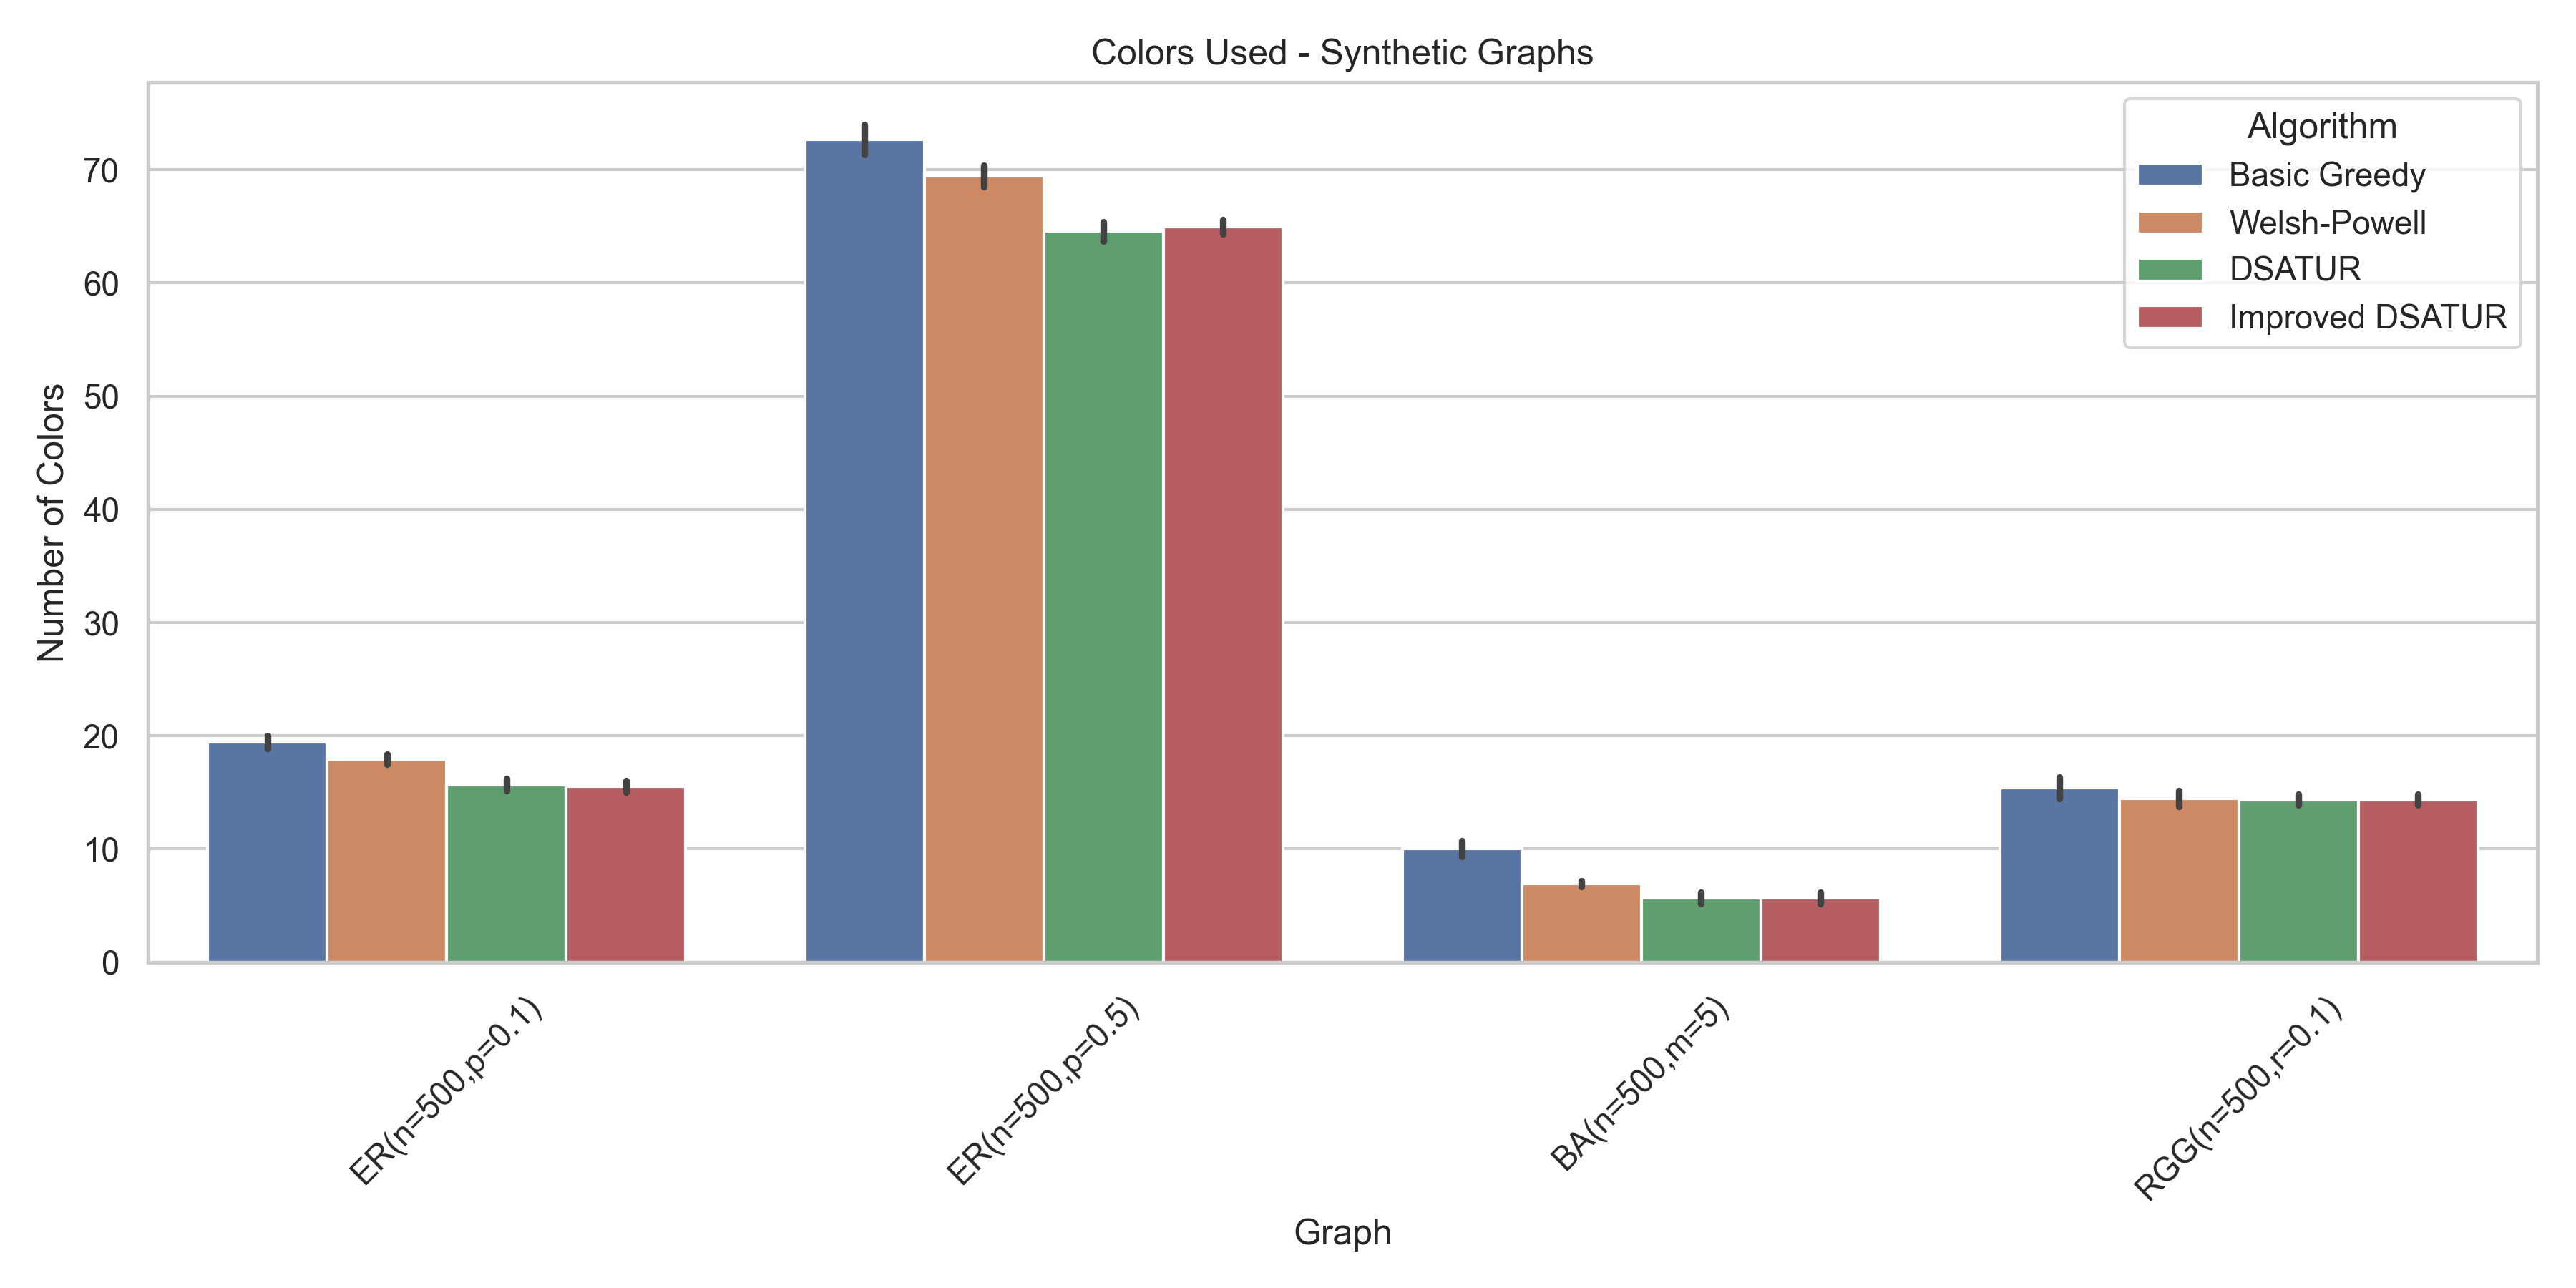 Colors Used - Synthetic Graphs
Algorithm
Basic Greedy
Welsh-Powell
DSATUR
Improved DSATUR
Number of Colors
70
60
50
40
30
20
10
0
ER(n=500,p=0.1)
ER(n=500,p=0.5)
BA(n=500,m=5)
RGG(n=500,r=0.1)
Graph